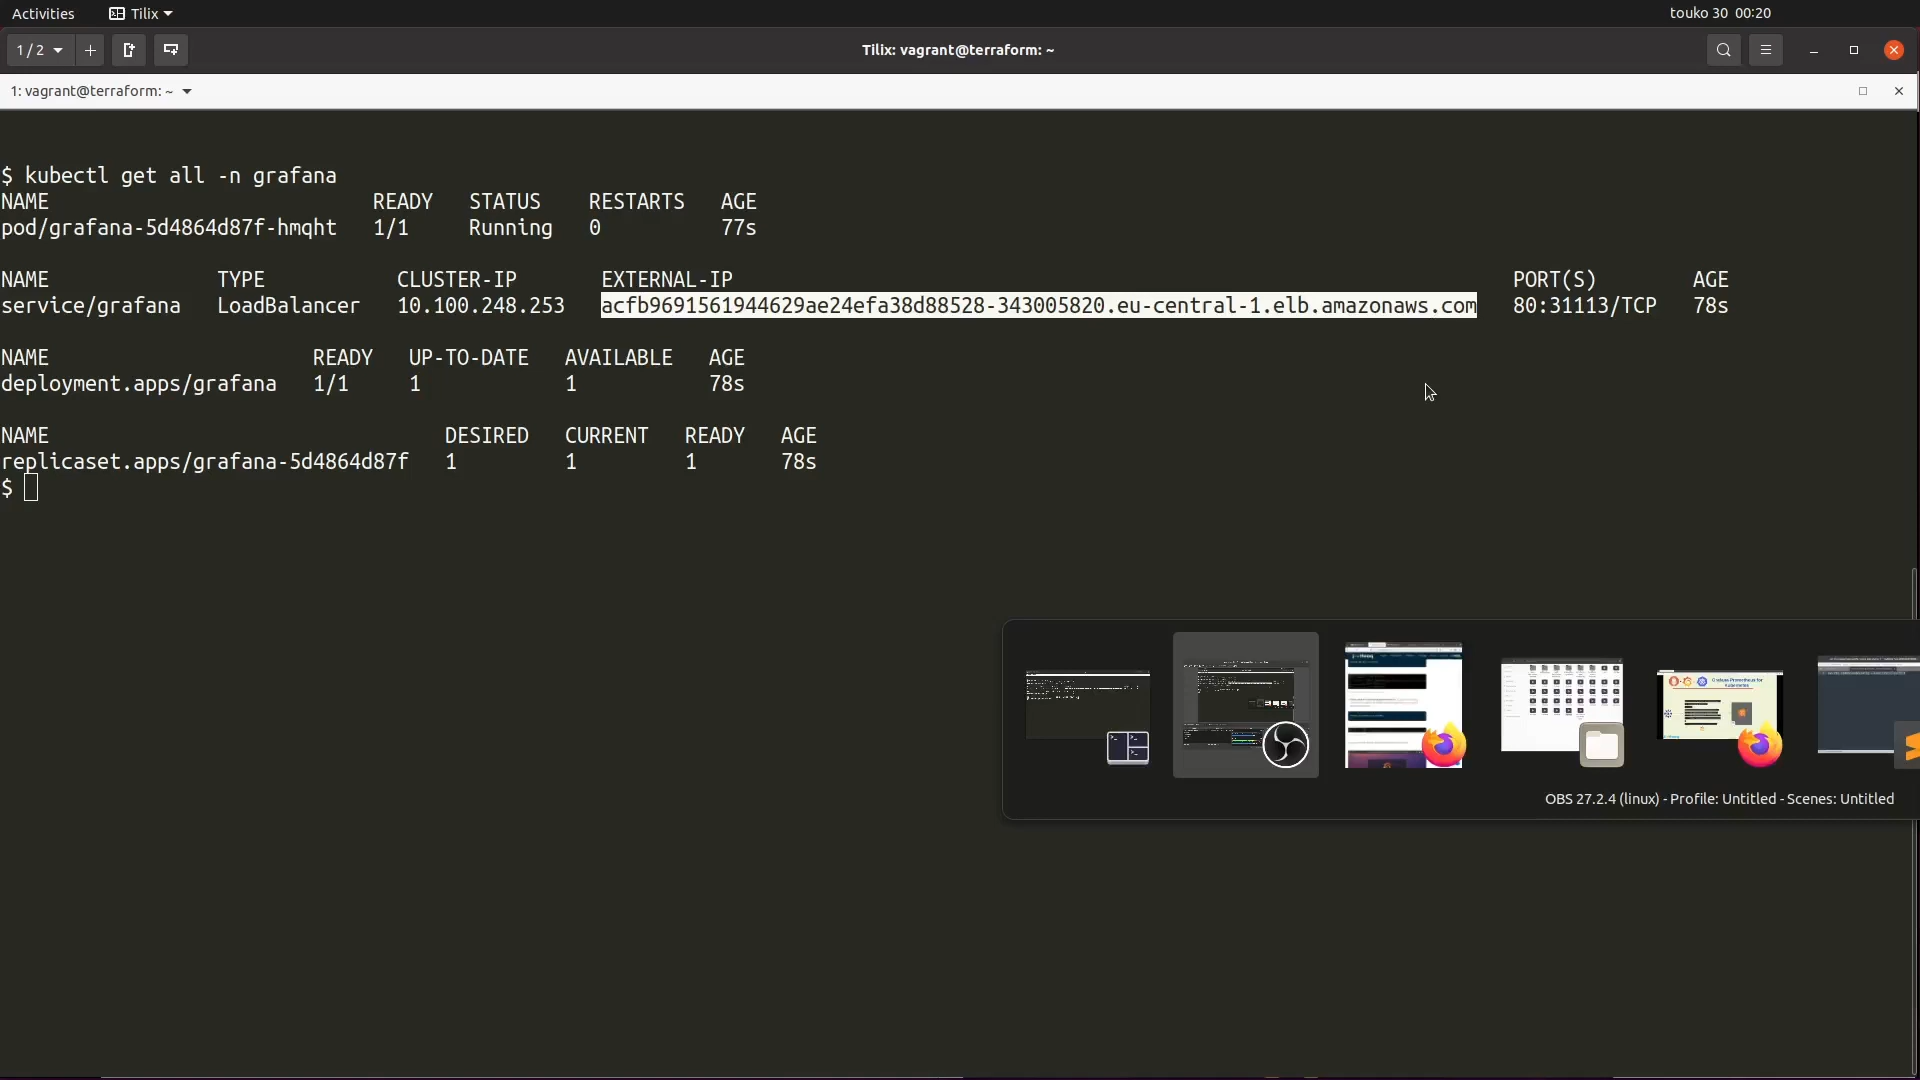 Activities Tilix touko 30 00:20
1 / 2 Tilix: vagrant@terraform: ~
1: vagrant@terraform: ~
$ kubectl get all -n grafana
NAME READY STATUS RESTARTS AGE
pod/grafana-5d4864d87f-hmqht 1/1 Running 0 77s
NAME TYPE CLUSTER-IP EXTERNAL-IP PORT(S) AGE
service/grafana LoadBalancer 10.100.248.253 acfb9691561944629ae24efa38d88528-343005820.eu-central-1.elb.amazonaws.com 80:31113/TCP 78s
NAME READY UP-TO-DATE AVAILABLE AGE
deployment.apps/grafana 1/1 1 1 78s
NAME DESIRED CURRENT READY AGE
replicaset.apps/grafana-5d4864d87f 1 1 1 78s
$
Grafana Prometheus for
Kubernetes
OBS 27.2.4 (linux) - Profile: Untitled - Scenes: Untitled